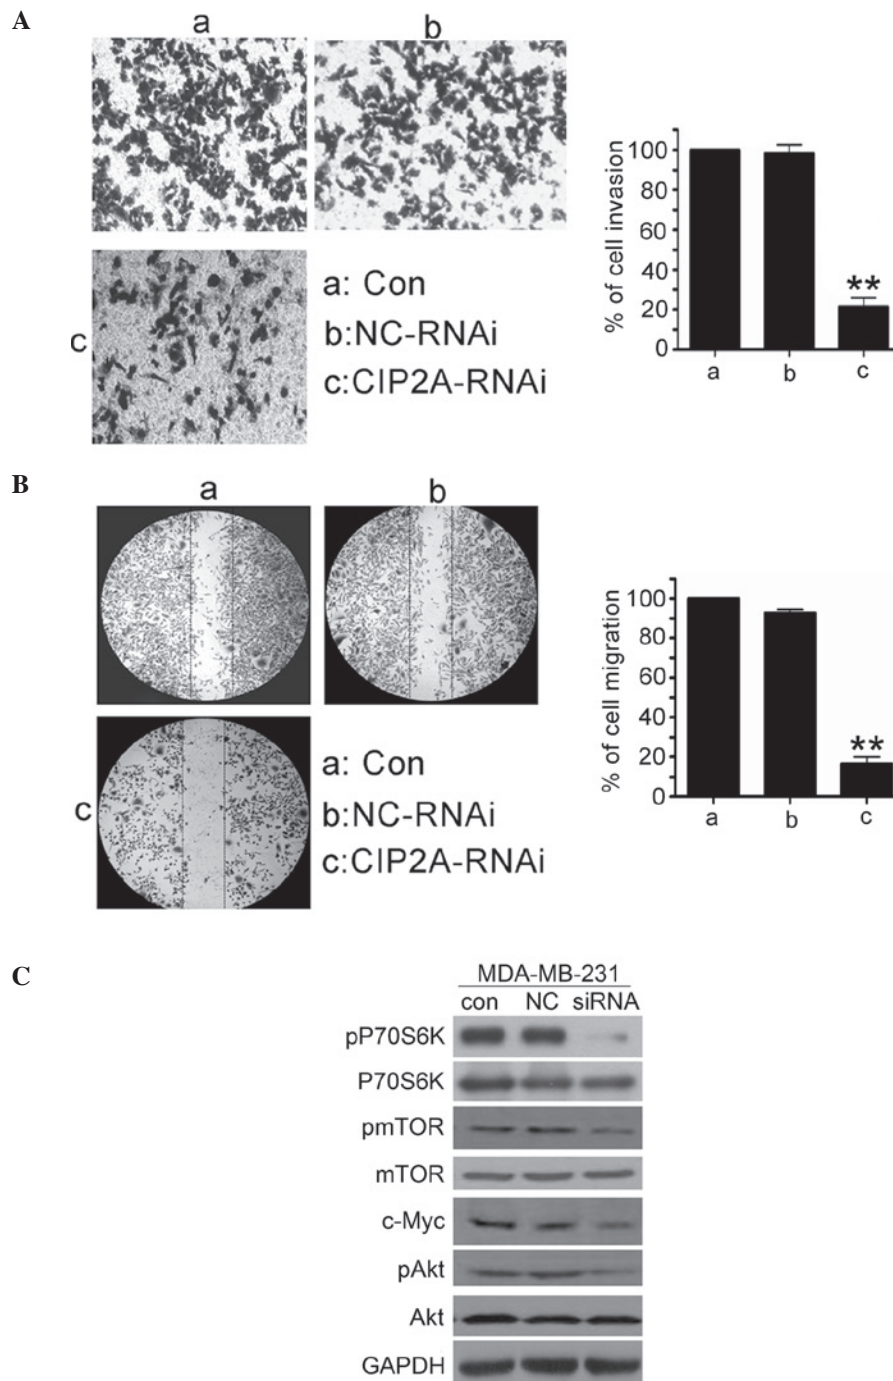 A
a
b
c
a: Con
b:NC-RNAi
c:CIP2A-RNAi
% of cell invasion
100
80
60
40
20
0
**
a b c
B
a
b
c
a: Con
b:NC-RNAi
c:CIP2A-RNAi
% of cell migration
100
80
60
40
20
0
**
a b c
C
MDA-MB-231
con NC siRNA
pP70S6K
P70S6K
pmTOR
mTOR
c-Myc
pAkt
Akt
GAPDH